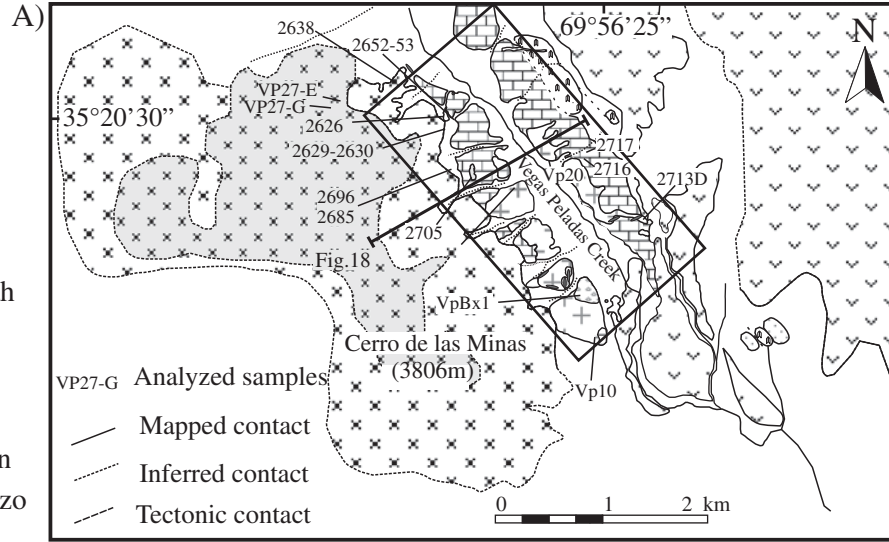 A)
69°56'25"
N
2638
2652-53
VP27-E
VP27-G
35°20'30"
2626
2629-2630
2717
Vp20
2716
2713D
2696
2685
Vegas Peladas Creek
2705
Fig.18
h
VpBx1
Cerro de las Minas
(3806m)
Vp10
VP27-G Analyzed samples
Mapped contact
n
Inferred contact
zo
Tectonic contact
0 1 2 km